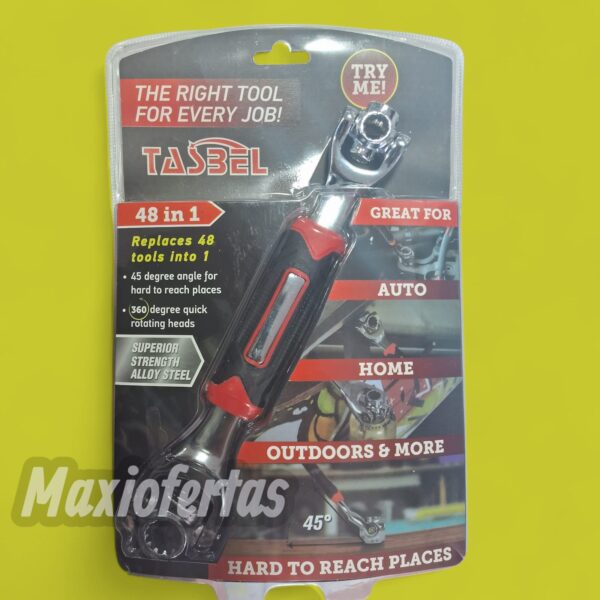 THE RIGHT TOOL
FOR EVERY JOB!
TRY
ME!
TASBEL
48 in 1
Replaces 48
tools into 1
• 45 degree angle for
hard to reach places
• 360 degree quick
rotating heads
SUPERIOR
STRENGTH
ALLOY STEEL
GREAT FOR
AUTO
HOME
OUTDOORS & MORE
45°
HARD TO REACH PLACES
Maxiofertas